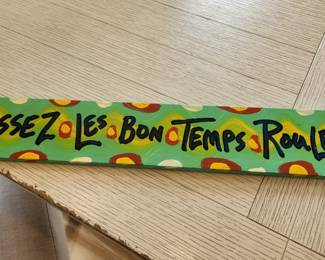 SSEZ • LES • BON • TEMPS • ROULE